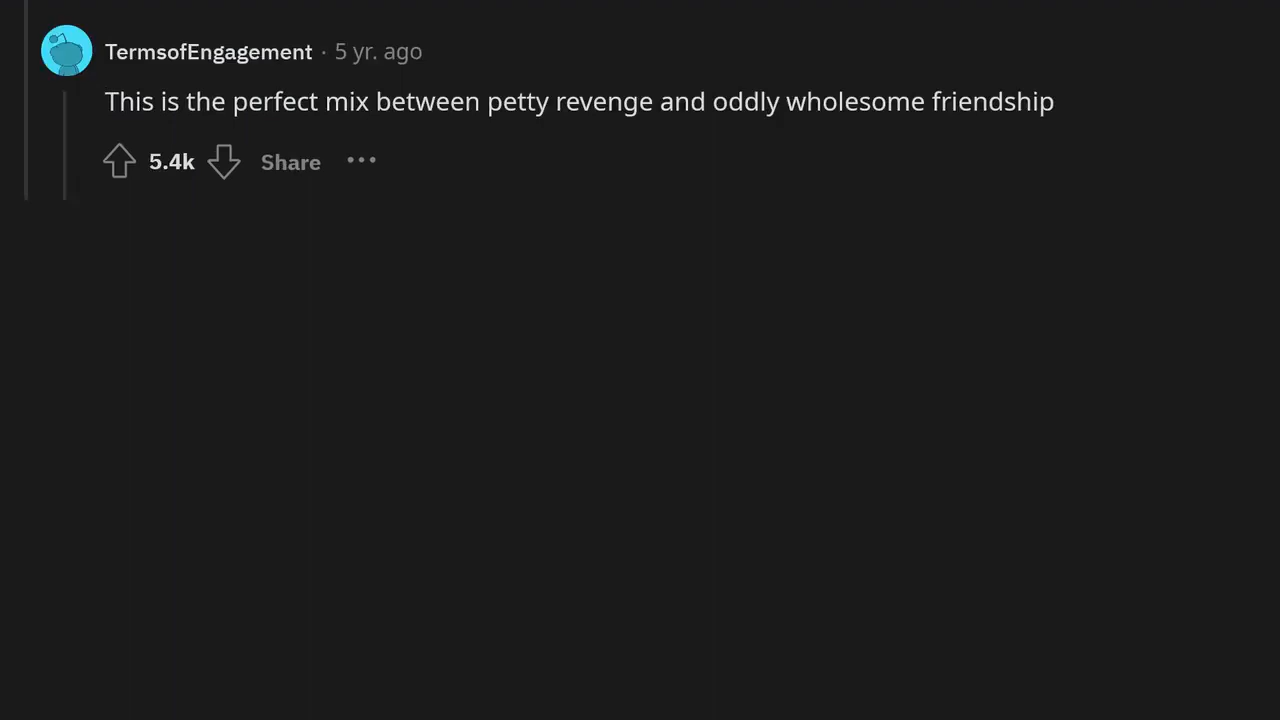 TermsofEngagement · 5 yr. ago
This is the perfect mix between petty revenge and oddly wholesome friendship
5.4k Share •••